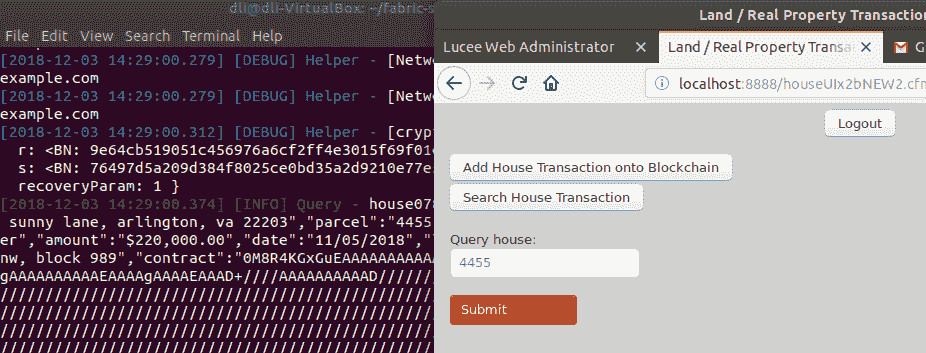 dli@dli-VirtualBox: ~/fabric-s
File Edit View Search Terminal Help
[2018-12-03 14:29:00.279] [DEBUG] Helper - [Netw
example.com
[2018-12-03 14:29:00.279] [DEBUG] Helper - [Netw
example.com
[2018-12-03 14:29:00.312] [DEBUG] Helper - [cryp
r: <BN: 9e64cb519051c456976a6cf2ff4e3015f69f01
s: <BN: 76497d5a209d384f8025ce0bd35a2d9210e77e
recoveryParam: 1 }
[2018-12-03 14:29:00.374] [INFO] Query - house078
sunny lane, arlington, va 22203","parcel":"4455
er","amount":"$220,000.00","date":"11/05/2018","
nw, block 989","contract":"0M8R4KGxGuEAAAAAAAAAA
gAAAAAAAAAAEAAAAgAAAAEAAAD+////AAAAAAAAAAD//////
////////////////////////////////////////////////
////////////////////////////////////////////////
////////////////////////////////////////////////
////////////////////////////////////////////////
Land / Real Property Transaction
Lucee Web Administrator
Land / Real Property Transa
G
localhost:8888/houseUIx2bNEW2.cfm
Logout
Add House Transaction onto Blockchain
Search House Transaction
Query house:
4455
Submit